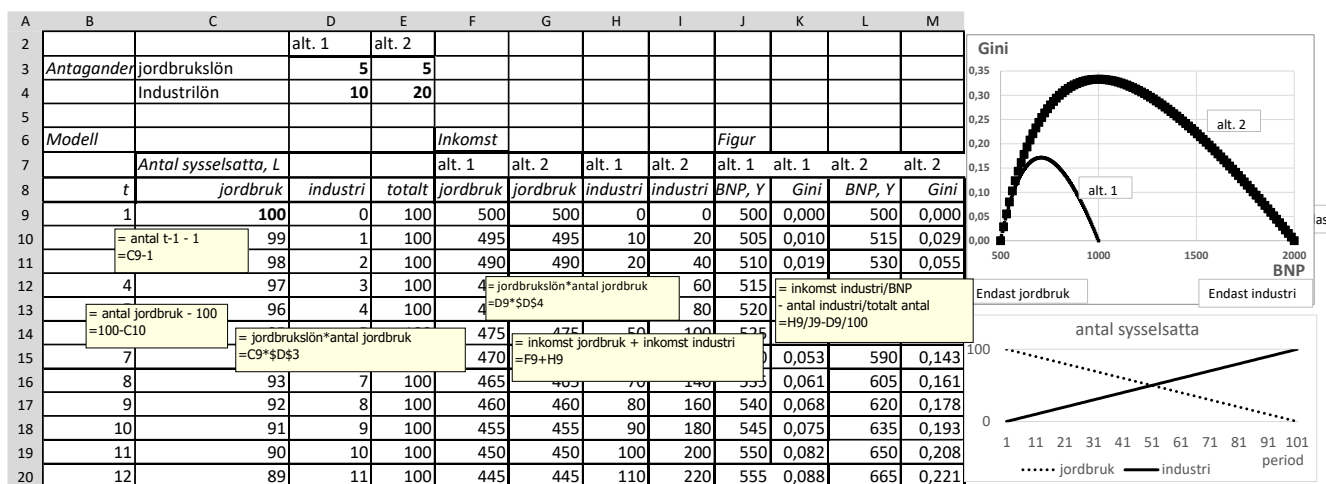 A B C D E F G H I J K L M
2 alt. 1 alt. 2
3 Antaganden jordbrukslön 5 5
4 Industrilön 10 20
5
6 Modell Inkomst Figur
7 Antal sysselsatta, L alt. 1 alt. 2 alt. 1 alt. 2 alt. 1 alt. 1 alt. 2 alt. 2
8 t jordbruk industri totalt jordbruk jordbruk industri industri BNP, Y Gini BNP, Y Gini
9 1 100 0 100 500 500 0 0 500 0,000 500 0,000
10 99 1 100 495 495 10 20 505 0,010 515 0,029
11 98 2 100 490 490 20 40 510 0,019 530 0,055
12 4 97 3 100 60 515
13 96 4 100 80 520
14
15 7 470 0,053 590 0,143
16 8 93 7 100 465 0,061 605 0,161
17 9 92 8 100 460 460 80 160 540 0,068 620 0,178
18 10 91 9 100 455 455 90 180 545 0,075 635 0,193
19 11 90 10 100 450 450 100 200 550 0,082 650 0,208
20 12 89 11 100 445 445 110 220 555 0,088 665 0,221
= antal t-1 - 1
=C9-1
= antal jordbruk - 100
=100-C10
= jordbrukslön*antal jordbruk
=C9*$D$3
= jordbrukslön*antal jordbruk
=D9*$D$4
= inkomst jordbruk + inkomst industri
=F9+H9
= inkomst industri/BNP
- antal industri/totalt antal
=H9/J9-D9/100
Gini
0,35
0,30
0,25
0,20
0,15
0,10
0,05
0,00
alt. 2
alt. 1
500 1000 1500 2000
BNP
Endast jordbruk Endast industri
antal sysselsatta
100
0
1 11 21 31 41 51 61 71 81 91 101
period
jordbruk industri